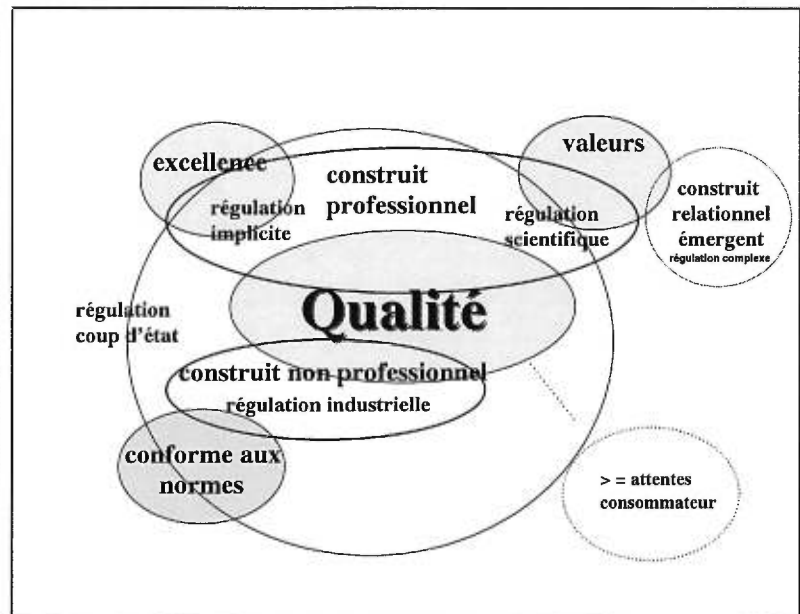 excellence
valeurs
construit
professionnel
régulation
implicite
régulation
scientifique
construit
relationnel
émergent
régulation complexe
Qualité
régulation
coup d'état
construit non professionnel
régulation industrielle
conforme aux
normes
> = attentes
consommateur